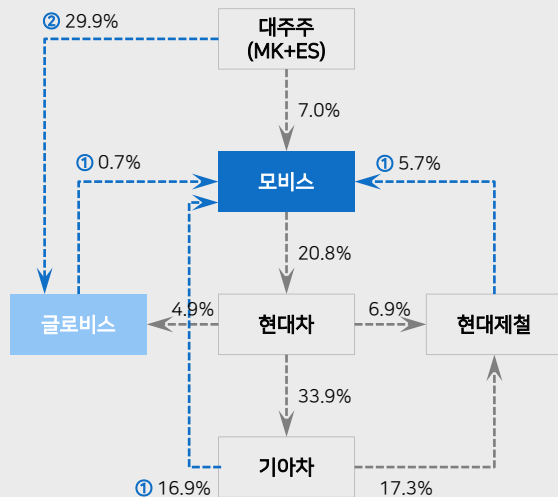 ② 29.9%
대주주
(MK+ES)
7.0%
① 0.7%
① 5.7%
모비스
20.8%
글로비스
4.9%
현대차
6.9%
현대제철
33.9%
기아차
① 16.9%
17.3%